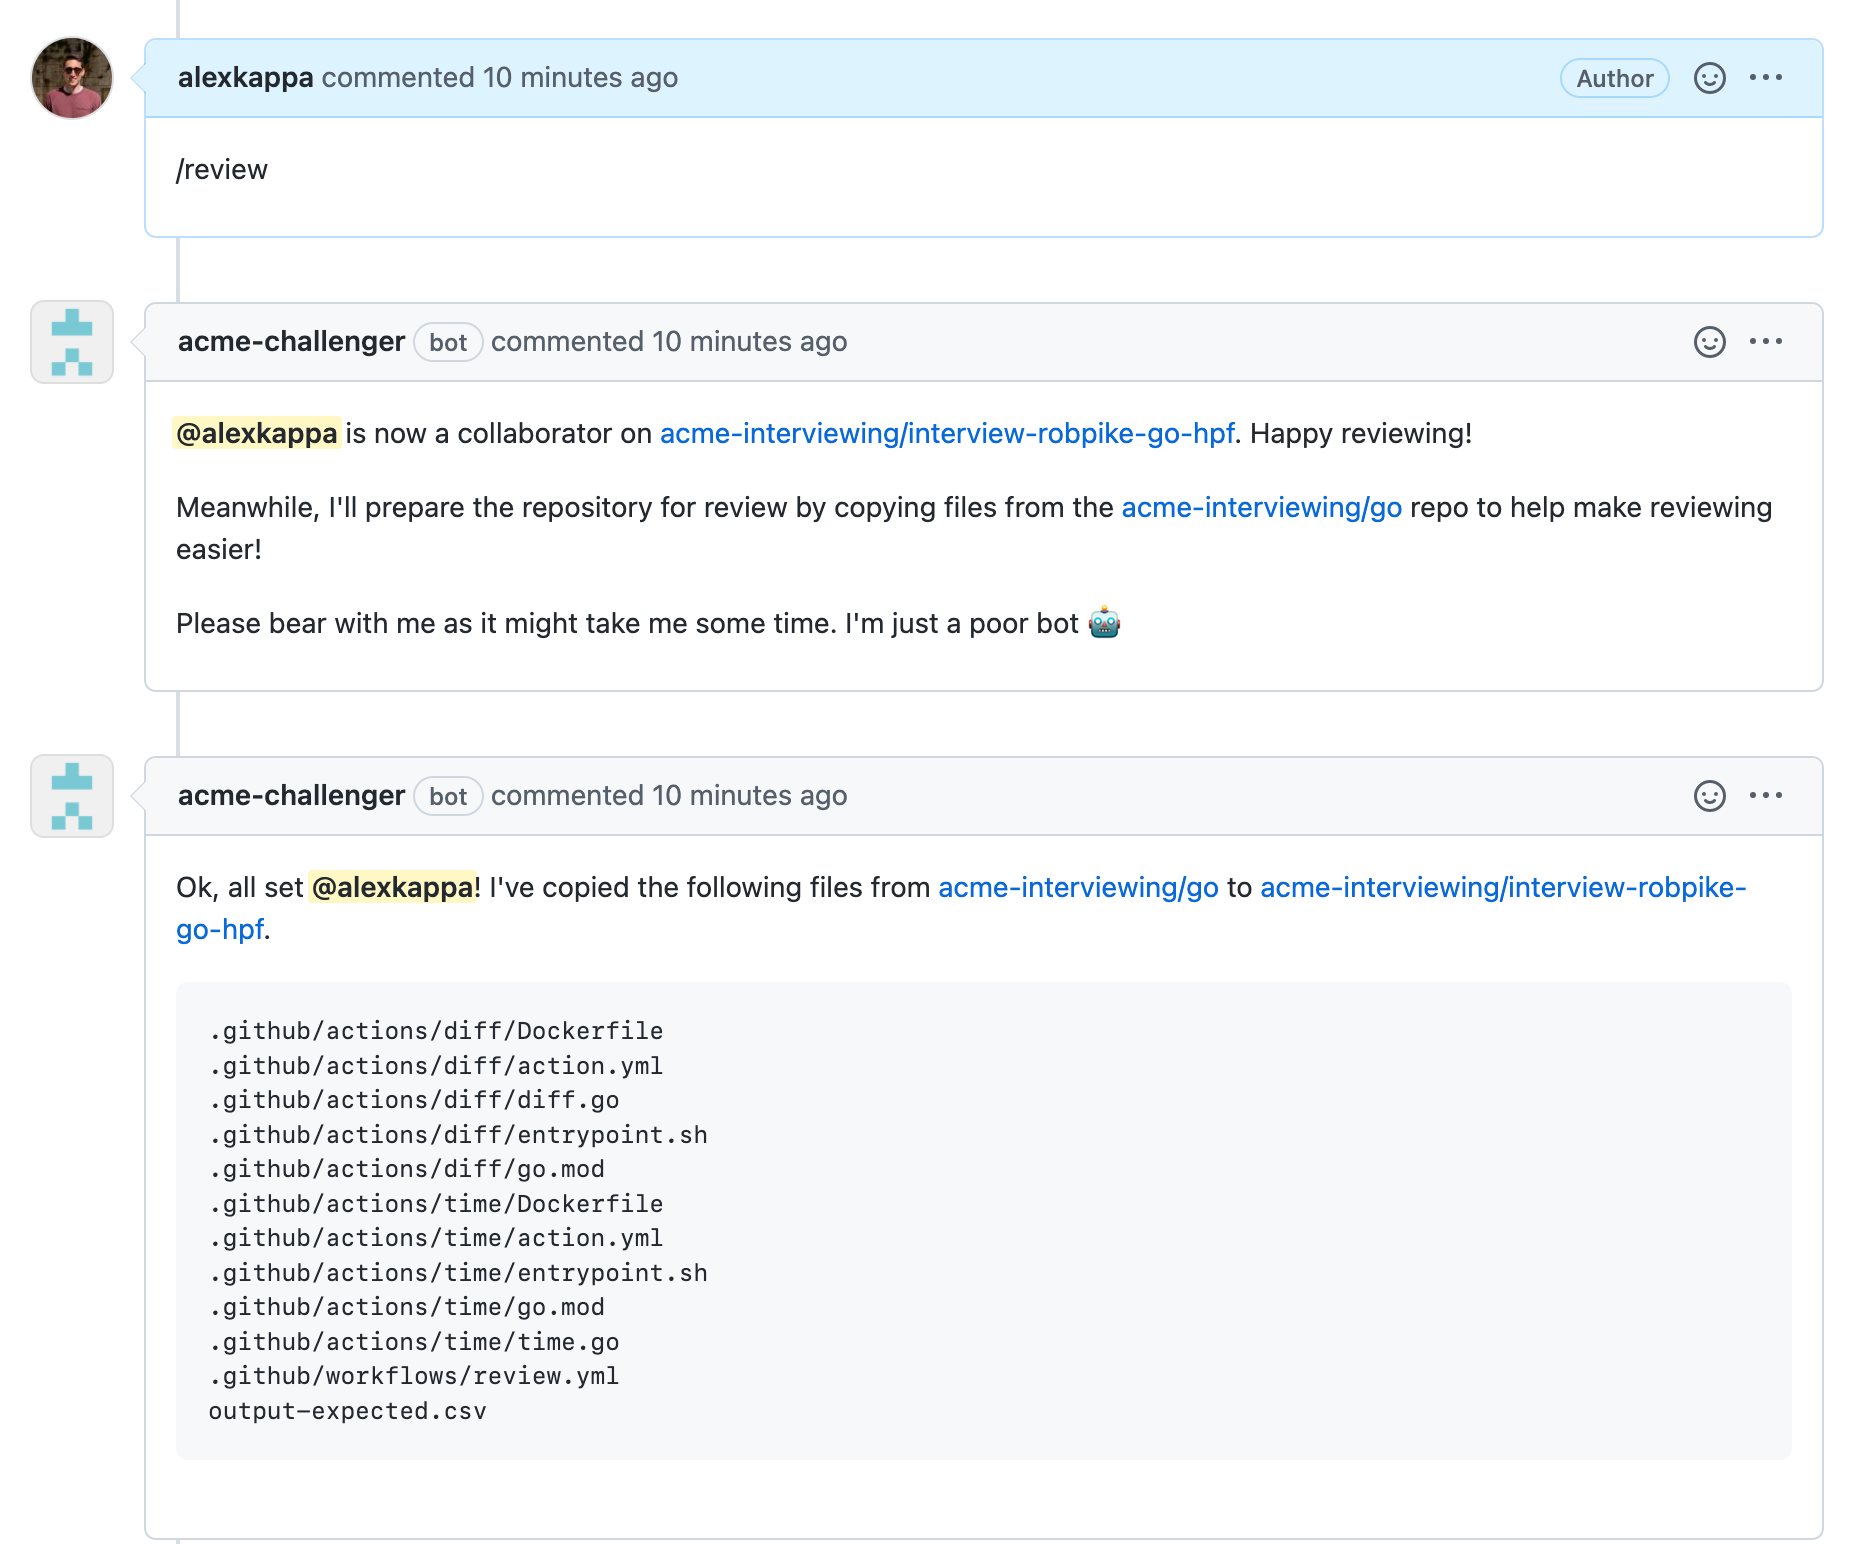 alexkappa commented 10 minutes ago Author
/review
acme-challenger bot commented 10 minutes ago
@alexkappa is now a collaborator on acme-interviewing/interview-robpike-go-hpf. Happy reviewing!
Meanwhile, I'll prepare the repository for review by copying files from the acme-interviewing/go repo to help make reviewing
easier!
Please bear with me as it might take me some time. I'm just a poor bot 🤖
acme-challenger bot commented 10 minutes ago
Ok, all set @alexkappa! I've copied the following files from acme-interviewing/go to acme-interviewing/interview-robpike-
go-hpf.
.github/actions/diff/Dockerfile
.github/actions/diff/action.yml
.github/actions/diff/diff.go
.github/actions/diff/entrypoint.sh
.github/actions/diff/go.mod
.github/actions/time/Dockerfile
.github/actions/time/action.yml
.github/actions/time/entrypoint.sh
.github/actions/time/go.mod
.github/actions/time/time.go
.github/workflows/review.yml
output-expected.csv